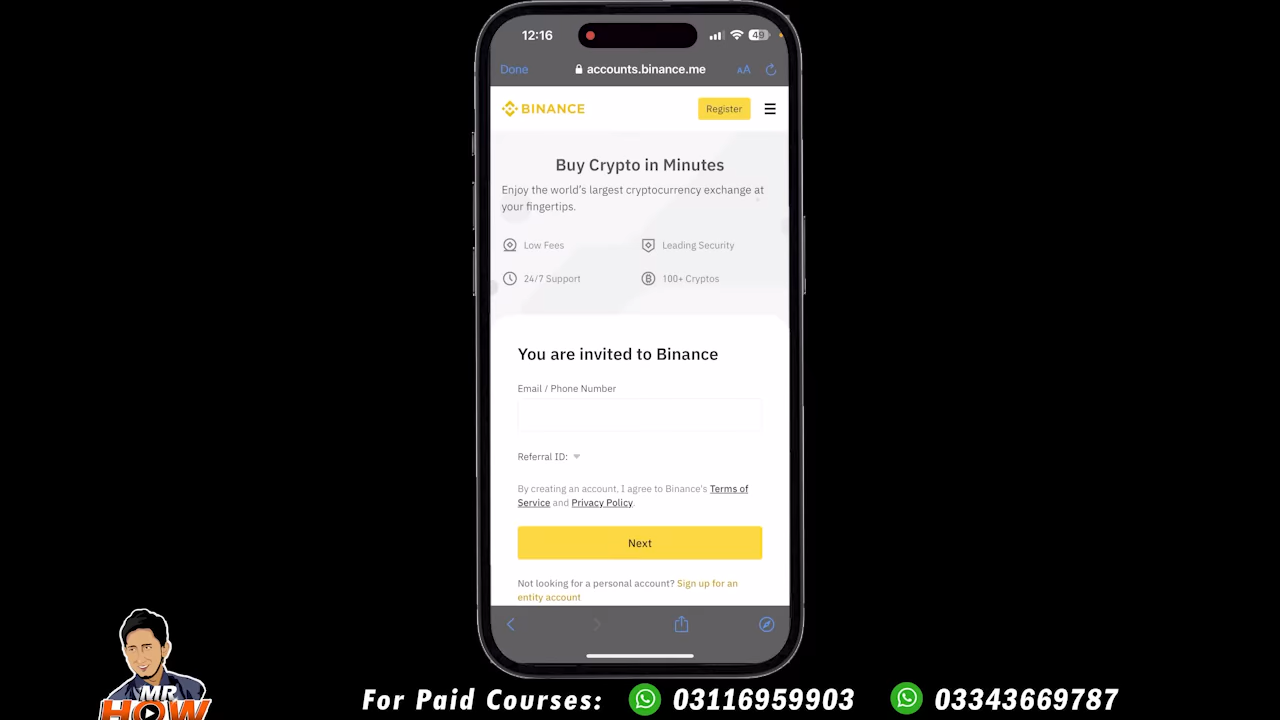 12:16
49
Done
accounts.binance.me
AA
BINANCE
Register
Buy Crypto in Minutes
Enjoy the world's largest cryptocurrency exchange at
your fingertips.
Low Fees
Leading Security
24/7 Support
100+ Cryptos
You are invited to Binance
Email / Phone Number
Referral ID:
By creating an account, I agree to Binance's Terms of
Service and Privacy Policy.
Next
Not looking for a personal account? Sign up for an
entity account
MR
HOW
For Paid Courses: 03116959903 03343669787